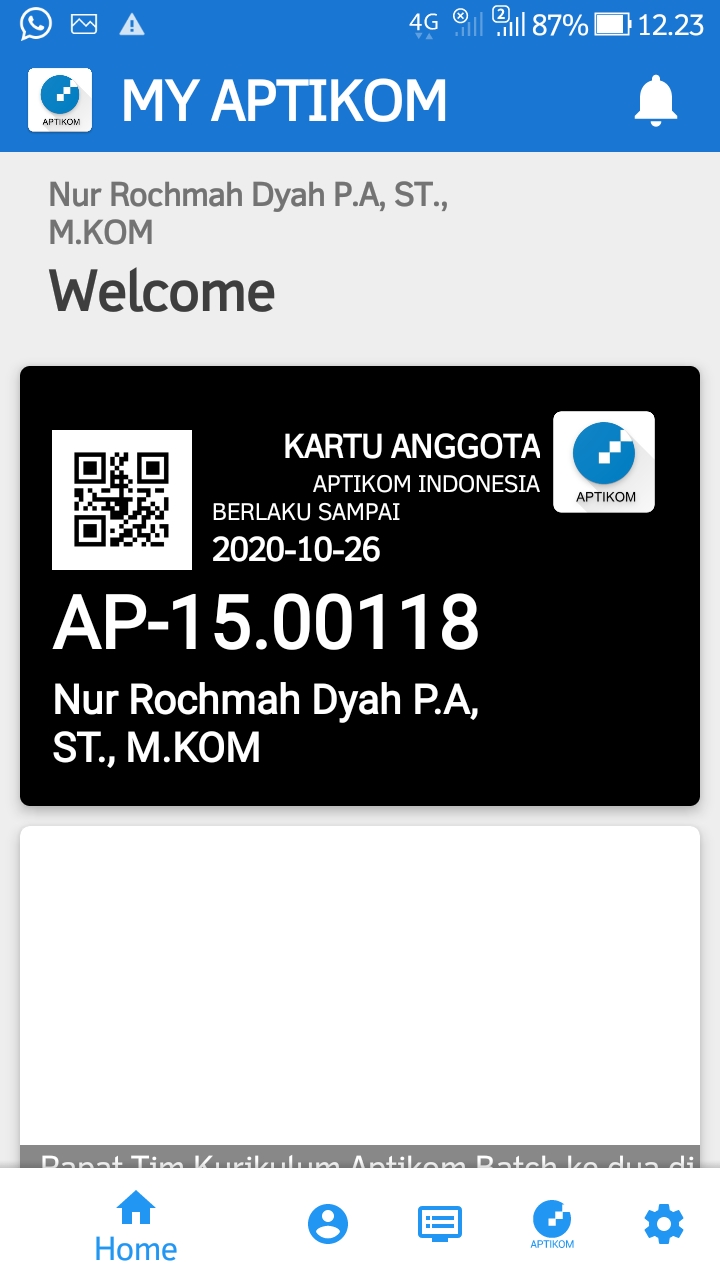 4G 2 87% 12.23
APTIKOM
MY APTIKOM
Nur Rochmah Dyah P.A, ST.,
M.KOM
Welcome
KARTU ANGGOTA
APTIKOM INDONESIA
APTIKOM
BERLAKU SAMPAI
2020-10-26
AP-15.00118
Nur Rochmah Dyah P.A,
ST., M.KOM
Rapat Tim Kurikulum Aptikom Batch ke dua di
Home
APTIKOM